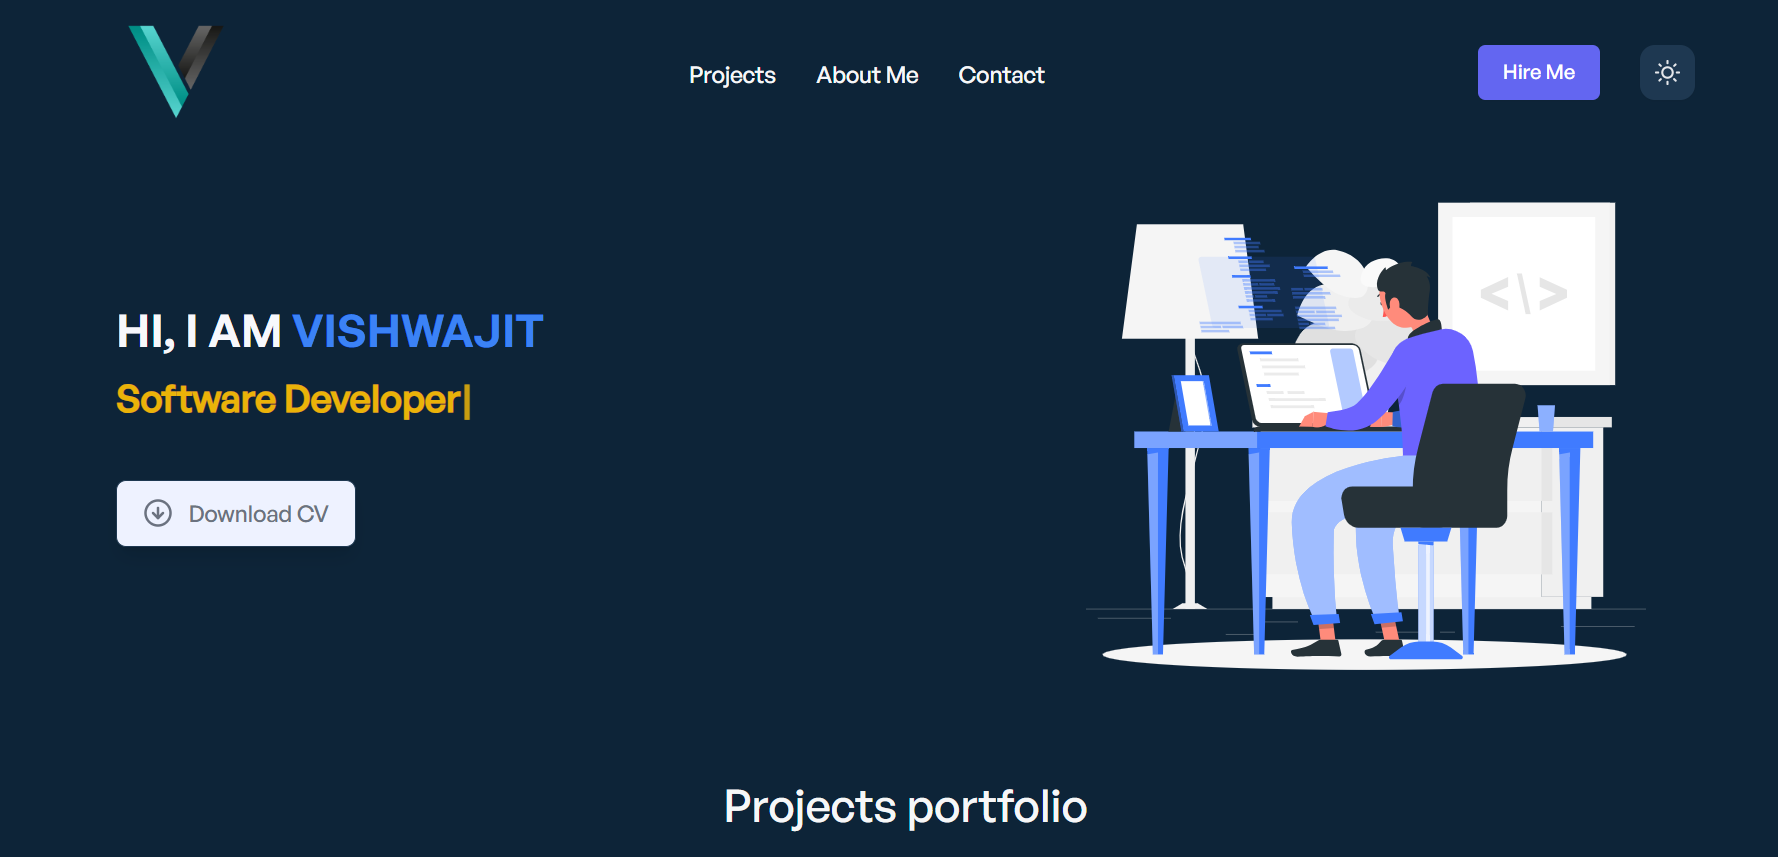 Projects About Me Contact Hire Me
HI, I AM VISHWAJIT
Software Developer|
Download CV
<\>
Projects portfolio